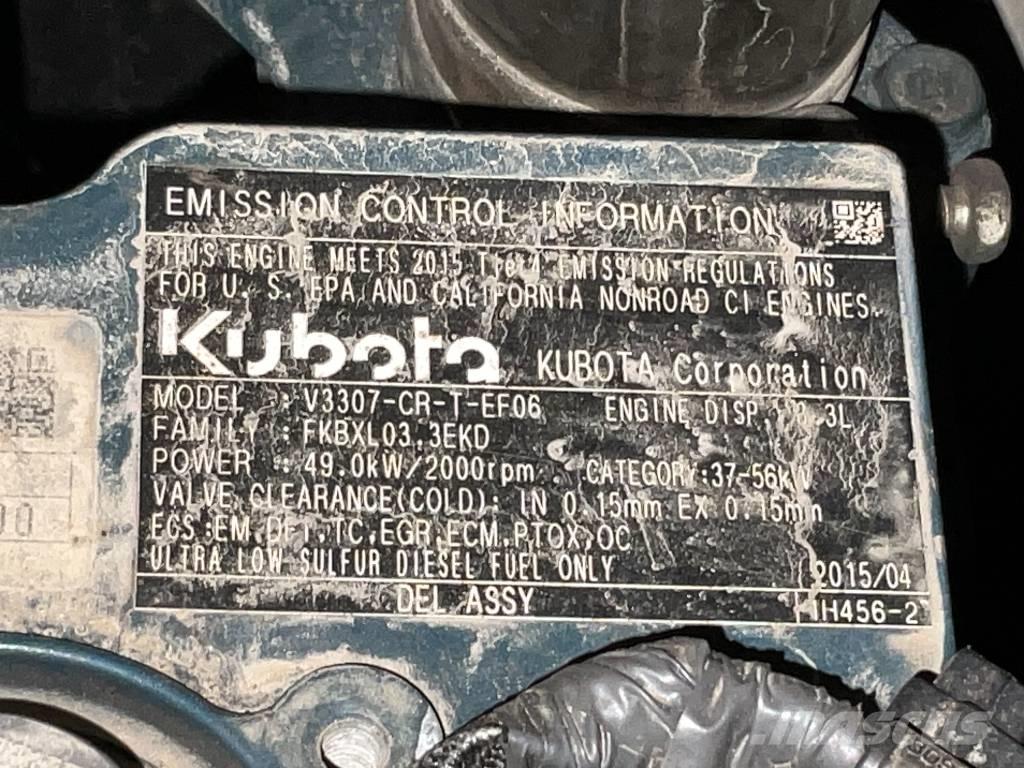 EMISSION CONTROL INFORMATION
THIS ENGINE MEETS 2015 Tier4 EMISSION REGULATIONS
FOR U. S. EPA AND CALIFORNIA NONROAD CI ENGINES.
Kubota KUBOTA Corporation
MODEL : V3307-CR-T-EF06 ENGINE DISP. : 3.3L
FAMILY : FKBXL03.3EKD
POWER : 49.0kW/2000rpm CATEGORY:37-56kW
VALVE CLEARANCE(COLD): IN 0.15mm EX 0.15mm
ECS:EM,DFI,TC,EGR,ECM,PTOX,OC
ULTRA LOW SULFUR DIESEL FUEL ONLY 2015/04
DEL ASSY 1H456-2
00
MASCUS